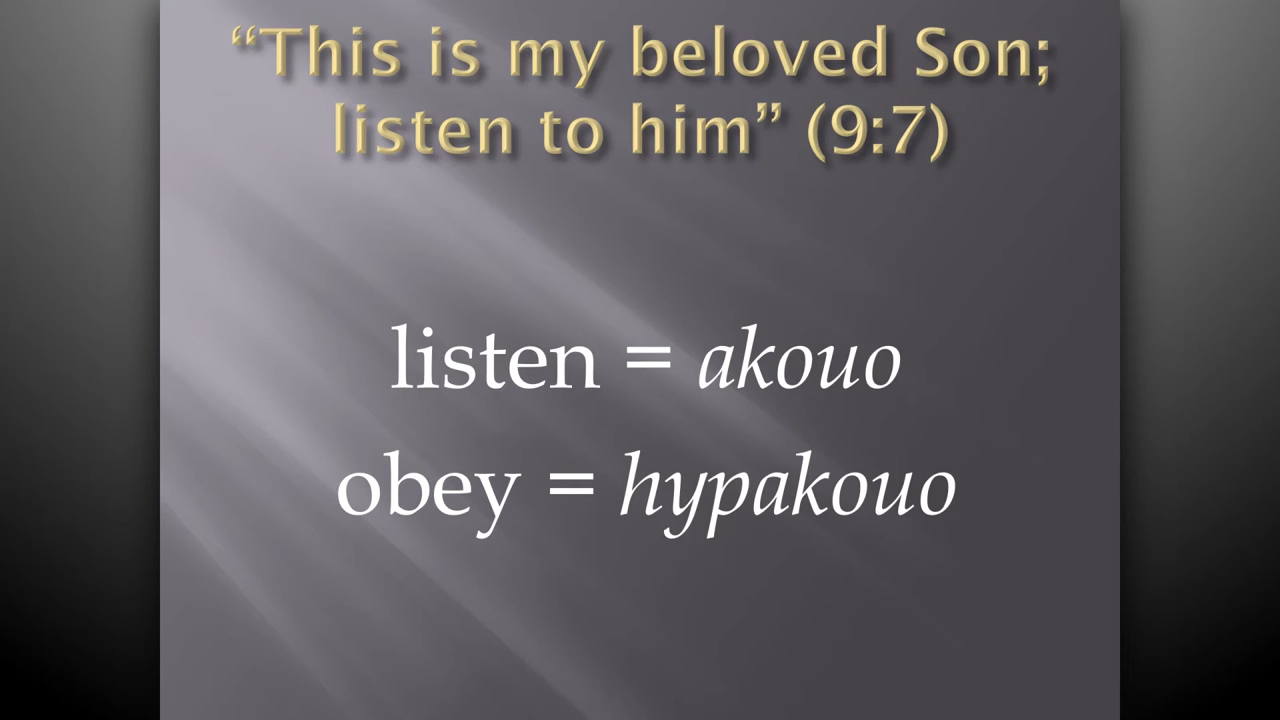 “This is my beloved Son;
listen to him” (9:7)
listen = akouo
obey = hypakouo